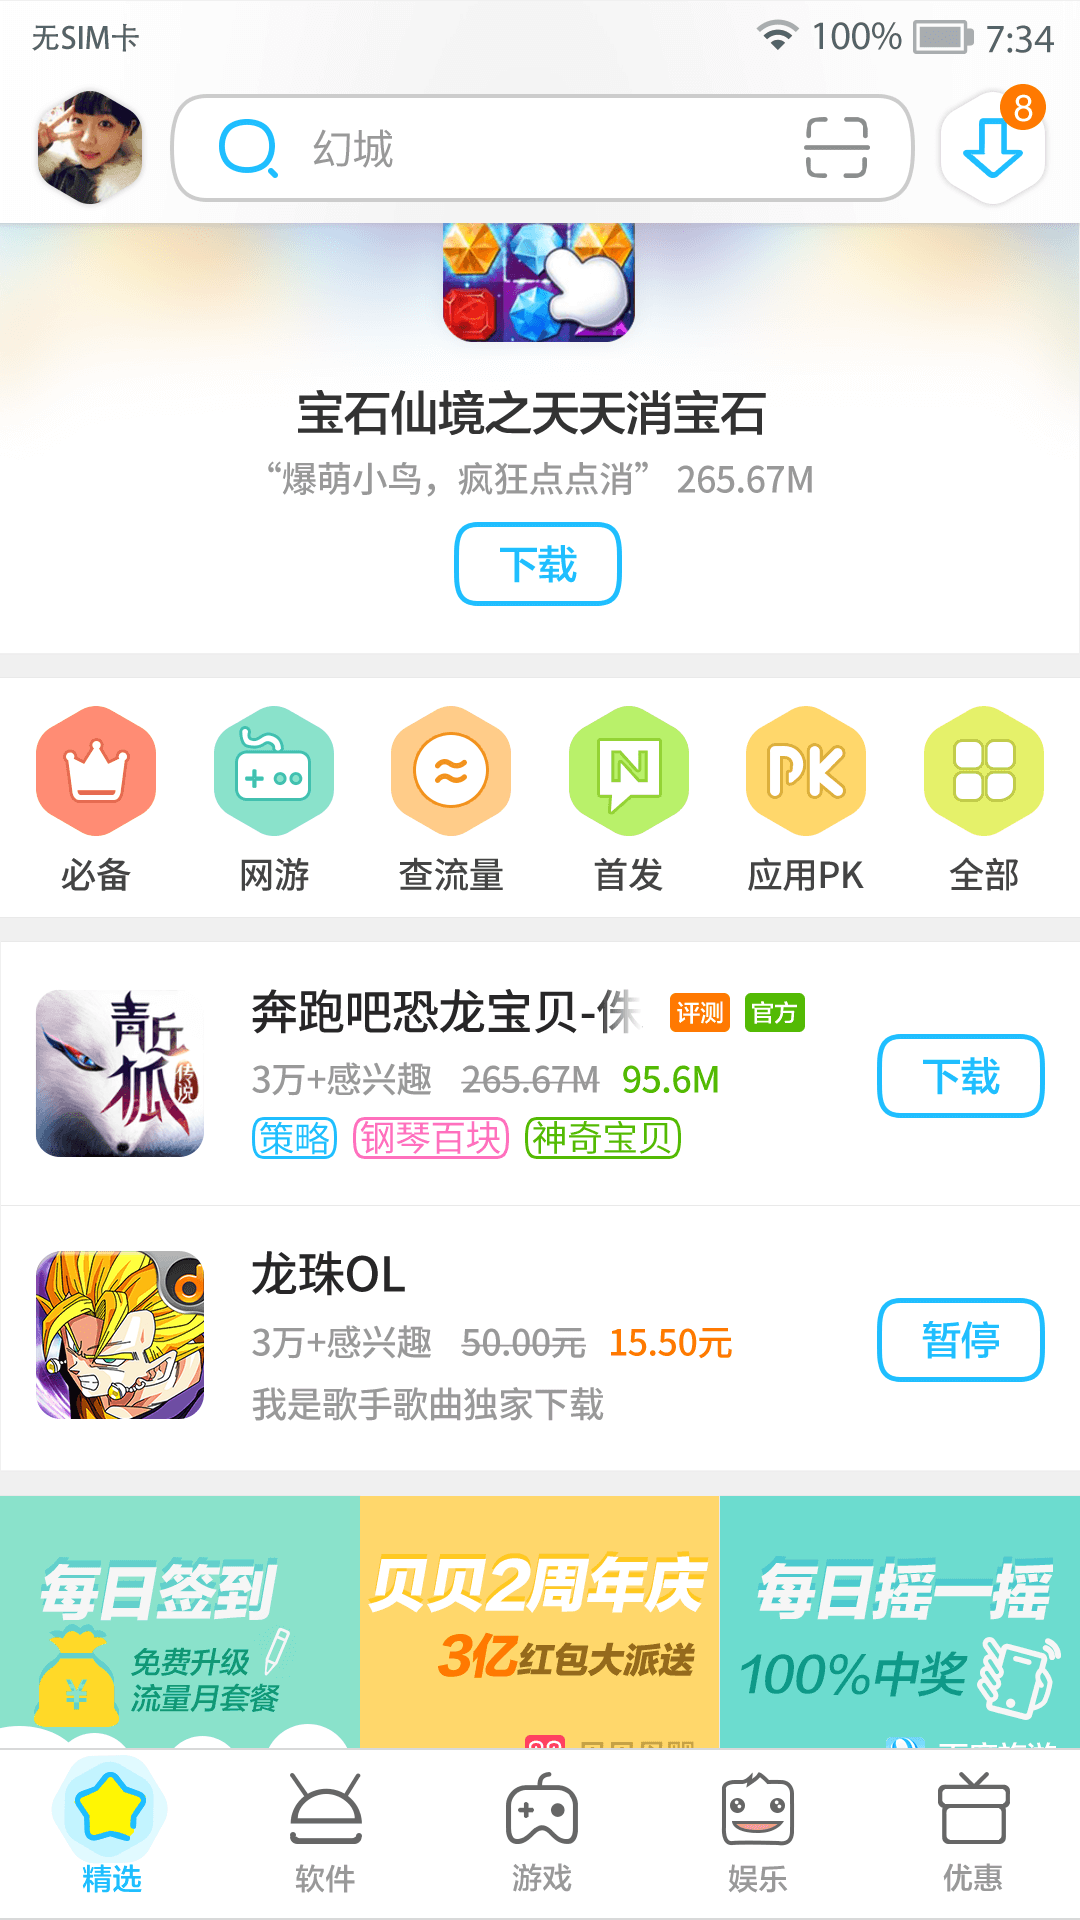 无SIM卡
100%
7:34
幻城
8
宝石仙境之天天消宝石
“爆萌小鸟，疯狂点点消” 265.67M
下载
必备
网游
查流量
首发
应用PK
全部
青丘狐传说
奔跑吧恐龙宝贝-侏
评测
官方
3万+感兴趣 265.67M 95.6M
策略 钢琴百块 神奇宝贝
下载
龙珠OL
3万+感兴趣 50.00元 15.50元
我是歌手歌曲独家下载
暂停
每日签到
免费升级
流量月套餐
贝贝2周年庆
3亿红包大派送
每日摇一摇
100%中奖
精选
软件
游戏
娱乐
优惠